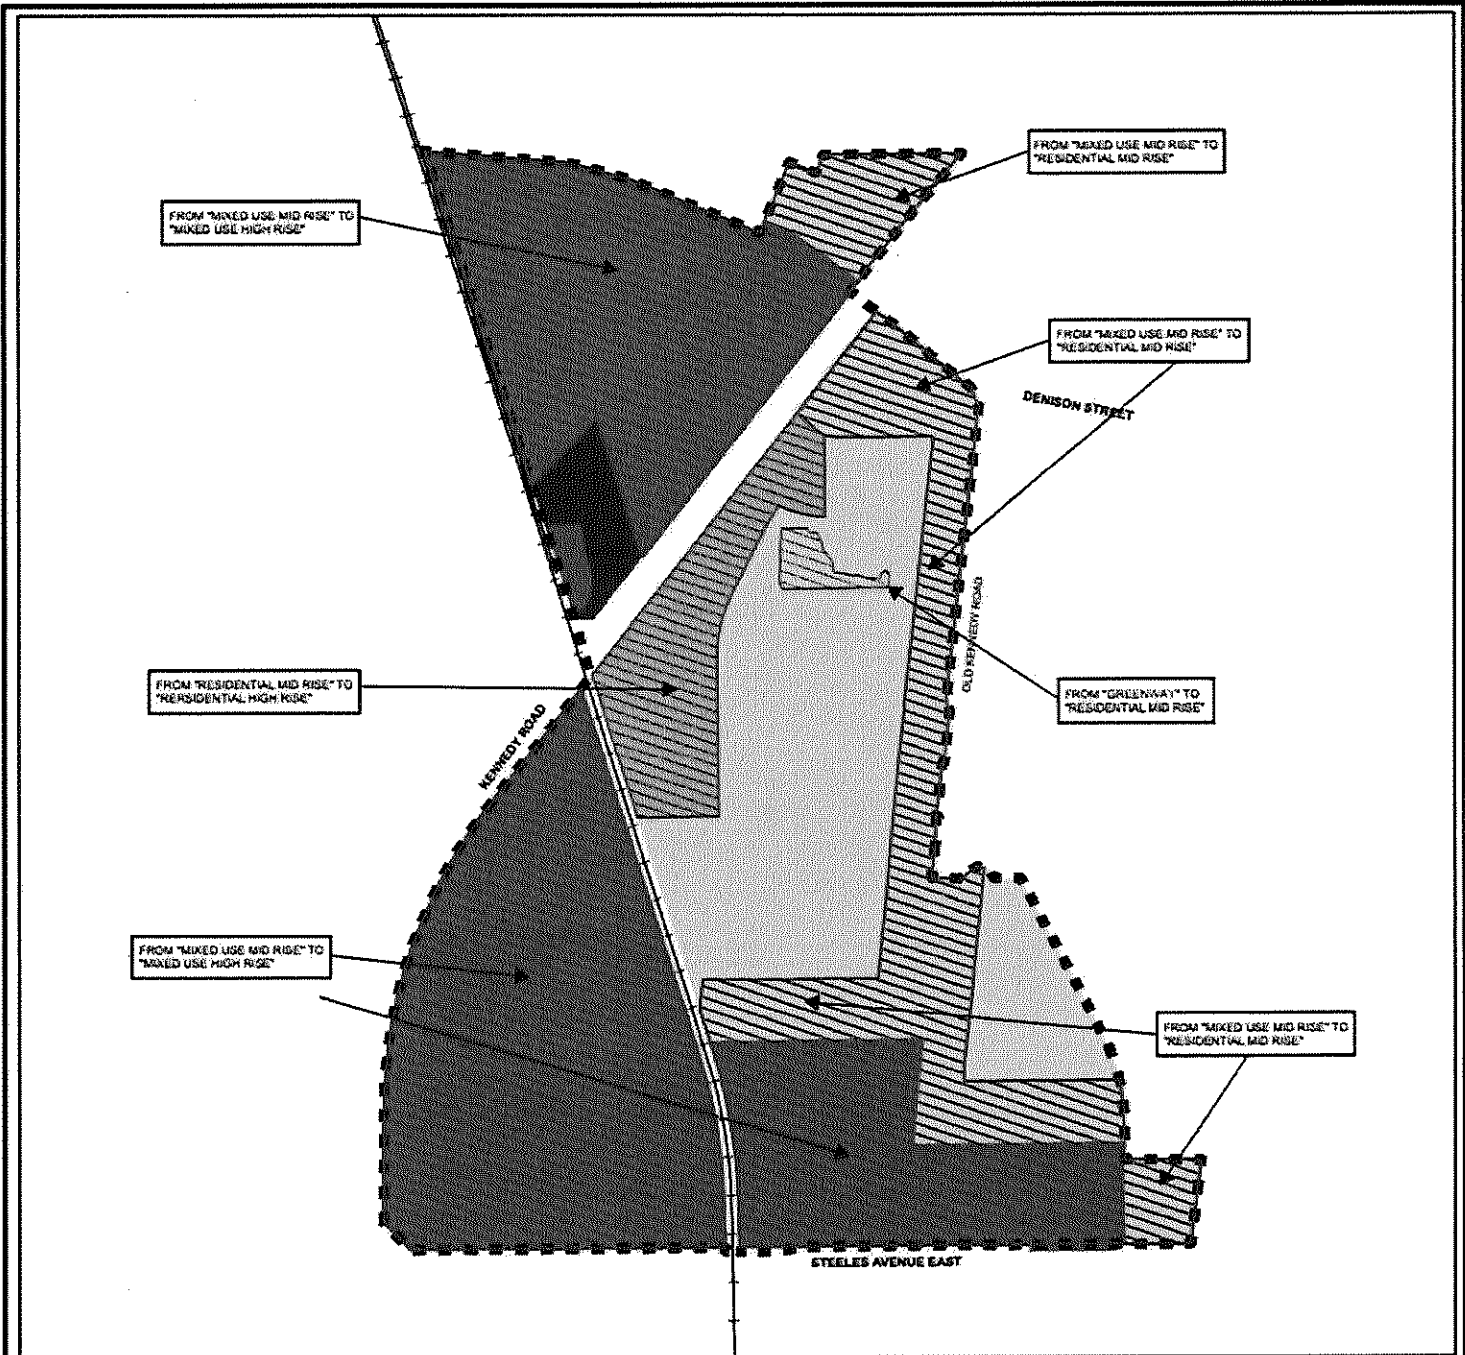 FROM "MIXED USE MID RISE" TO
"RESIDENTIAL MID RISE"
FROM "MIXED USE MID RISE" TO
"MIXED USE HIGH RISE"
FROM "MIXED USE MID RISE" TO
"RESIDENTIAL MID RISE"
DENISON STREET
OLD KENNEDY ROAD
FROM "RESIDENTIAL MID RISE" TO
"RERSIDENTIAL HIGH RISE"
FROM "GREENWAY" TO
"RESIDENTIAL MID RISE"
KENNEDY ROAD
FROM "MIXED USE MID RISE" TO
"MIXED USE HIGH RISE"
FROM "MIXED USE MID RISE" TO
"RESIDENTIAL MID RISE"
STEELES AVENUE EAST